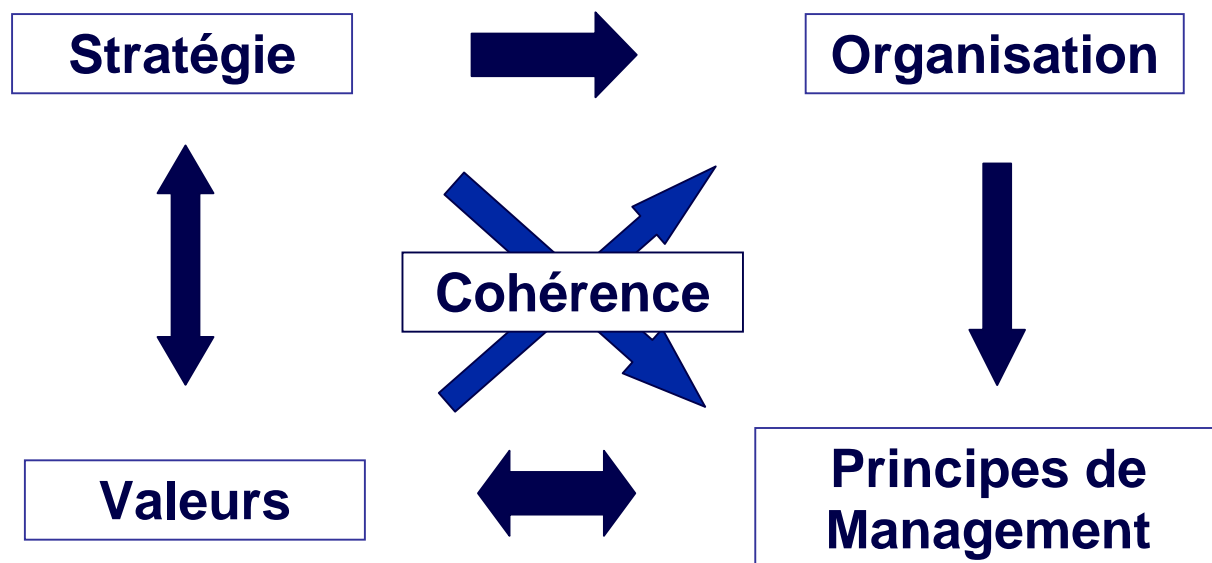 Stratégie
Organisation
Cohérence
Valeurs
Principes de
Management